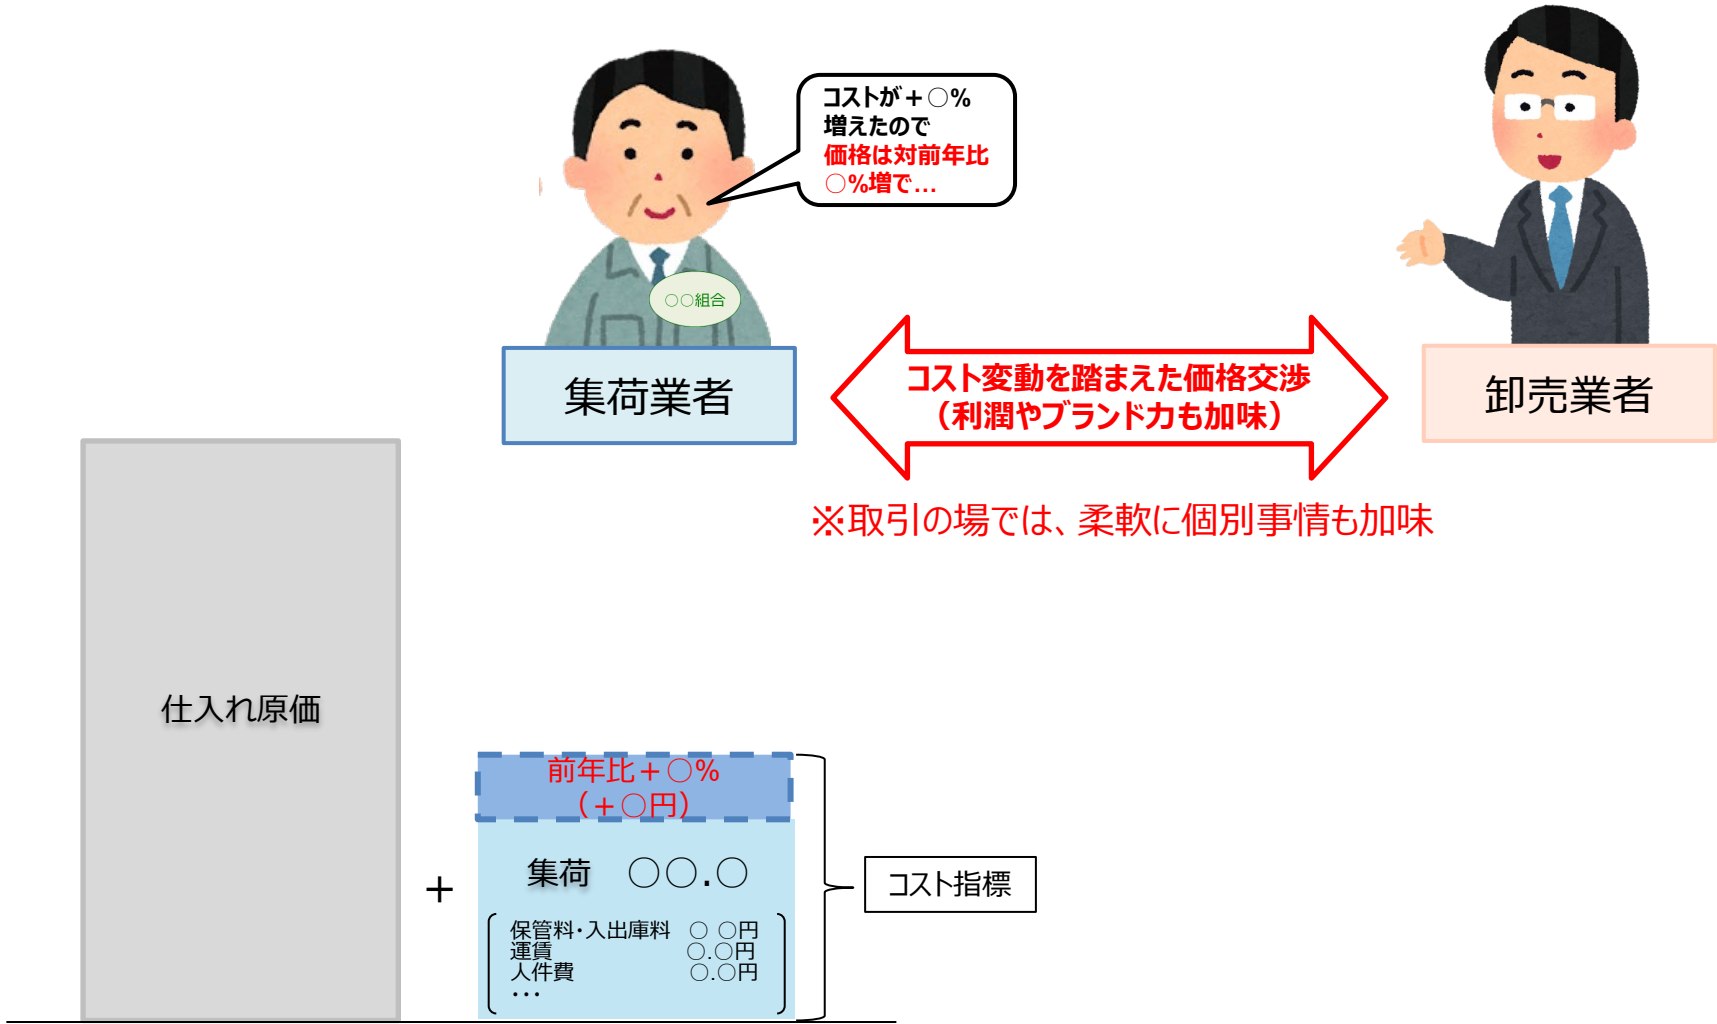 コストが＋○%
増えたので
価格は対前年比
○%増で…
○○組合
集荷業者
コスト変動を踏まえた価格交渉
（利潤やブランド力も加味）
卸売業者
※取引の場では、柔軟に個別事情も加味
仕入れ原価
＋
前年比＋○%
（＋○円）
集荷　○○.○
保管料・入出庫料　○ ○円
運賃　○.○円
人件費　○.○円
・・・
コスト指標